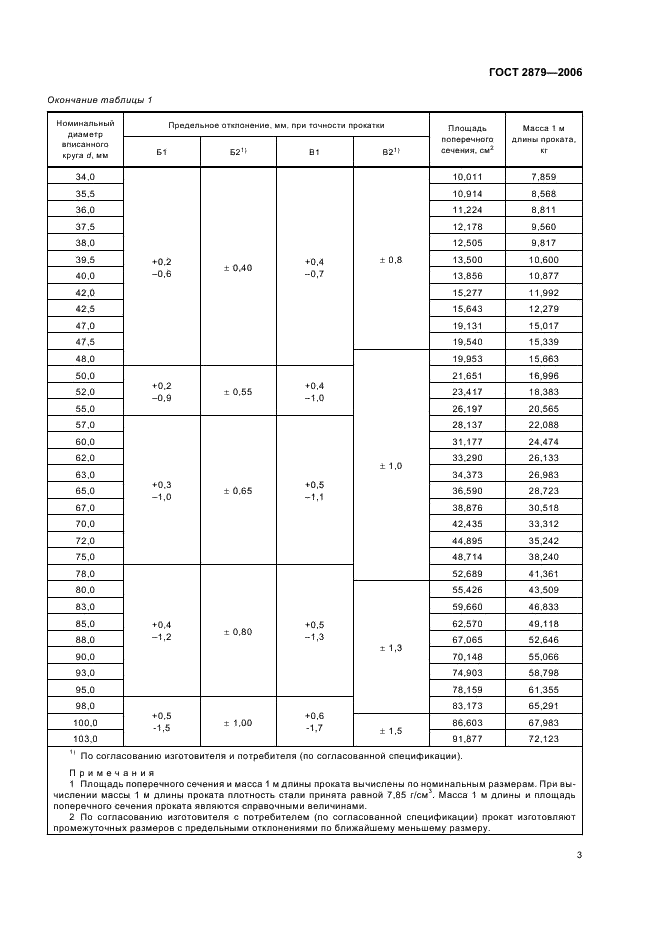 ГОСТ 2879—2006
Окончание таблицы 1
Номинальный диаметр вписанного круга d, мм
Предельное отклонение, мм, при точности прокатки
Площадь поперечного сечения, см2
Масса 1 м длины проката, кг
Б1 Б21) В1 В21)
34,0 10,011 7,859
35,5 10,914 8,568
36,0 11,224 8,811
37,5 12,178 9,560
38,0 12,505 9,817
39,5 +0,2 –0,6 ± 0,40 +0,4 –0,7 ± 0,8 13,500 10,600
40,0 13,856 10,877
42,0 15,277 11,992
42,5 15,643 12,279
47,0 19,131 15,017
47,5 19,540 15,339
48,0 19,953 15,663
50,0 21,651 16,996
52,0 +0,2 –0,9 ± 0,55 +0,4 –1,0 23,417 18,383
55,0 26,197 20,565
57,0 28,137 22,088
60,0 31,177 24,474
62,0 33,290 26,133
63,0 ± 1,0 34,373 26,983
65,0 +0,3 –1,0 ± 0,65 +0,5 –1,1 36,590 28,723
67,0 38,876 30,518
70,0 42,435 33,312
72,0 44,895 35,242
75,0 48,714 38,240
78,0 52,689 41,361
80,0 55,426 43,509
83,0 59,660 46,833
85,0 +0,4 –1,2 ± 0,80 +0,5 –1,3 62,570 49,118
88,0 ± 1,3 67,065 52,646
90,0 70,148 55,066
93,0 74,903 58,798
95,0 78,159 61,355
98,0 83,173 65,291
100,0 +0,5 -1,5 ± 1,00 +0,6 -1,7 ± 1,5 86,603 67,983
103,0 91,877 72,123
1) По согласованию изготовителя и потребителя (по согласованной спецификации).
Примечания
1 Площадь поперечного сечения и масса 1 м длины проката вычислены по номинальным размерам. При вы-
числении массы 1 м длины проката плотность стали принята равной 7,85 г/см3. Масса 1 м длины и площадь
поперечного сечения проката являются справочными величинами.
2 По согласованию изготовителя с потребителем (по согласованной спецификации) прокат изготовляют
промежуточных размеров с предельными отклонениями по ближайшему меньшему размеру.
3